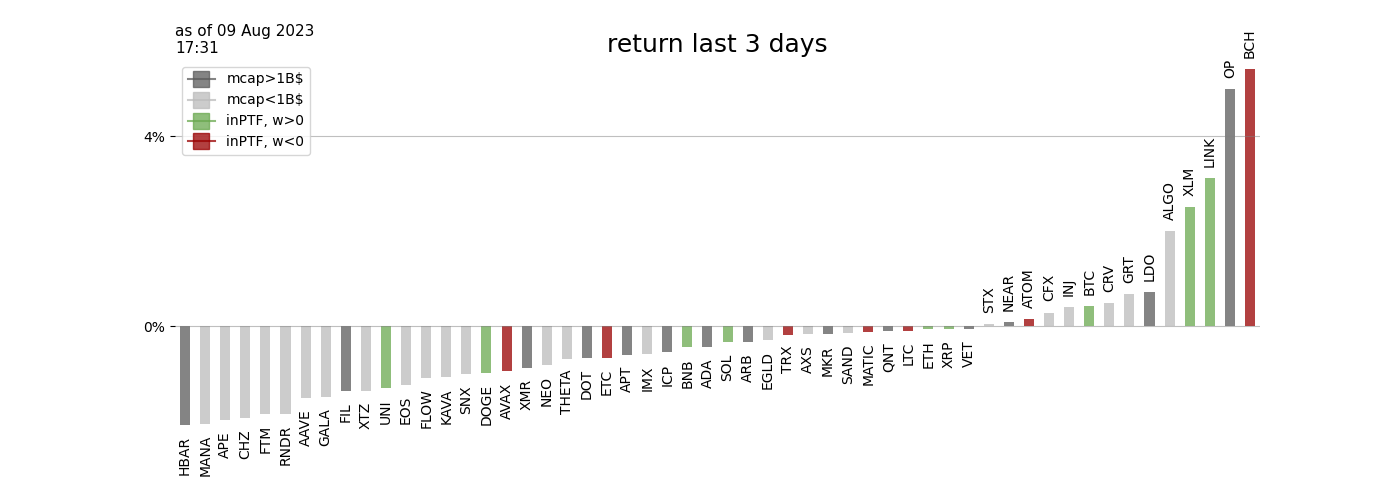 as of 09 Aug 2023
17:31
return last 3 days
mcap>1B$
mcap<1B$
inPTF, w>0
inPTF, w<0
4%
0%
HBAR
MANA
APE
CHZ
FTM
RNDR
AAVE
GALA
FIL
XTZ
UNI
EOS
FLOW
KAVA
SNX
DOGE
AVAX
XMR
NEO
THETA
DOT
ETC
APT
IMX
ICP
BNB
ADA
SOL
ARB
EGLD
TRX
AXS
MKR
SAND
MATIC
QNT
LTC
ETH
XRP
VET
STX
NEAR
ATOM
CFX
INJ
BTC
CRV
GRT
LDO
ALGO
XLM
LINK
OP
BCH